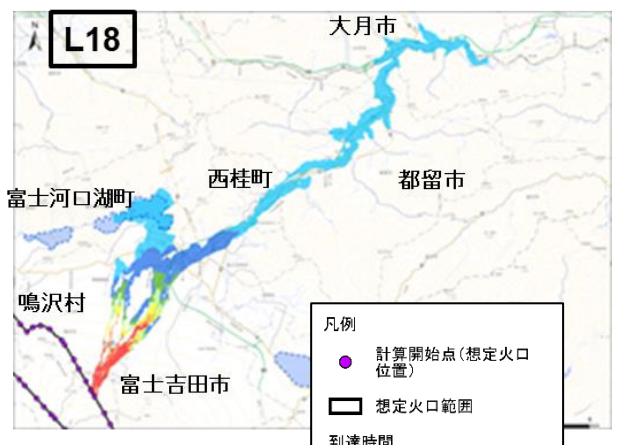 L18
大月市
西桂町
都留市
富士河口湖町
鳴沢村
富士吉田市
凡例
計算開始点(想定火口
位置)
想定火口範囲
到達時間